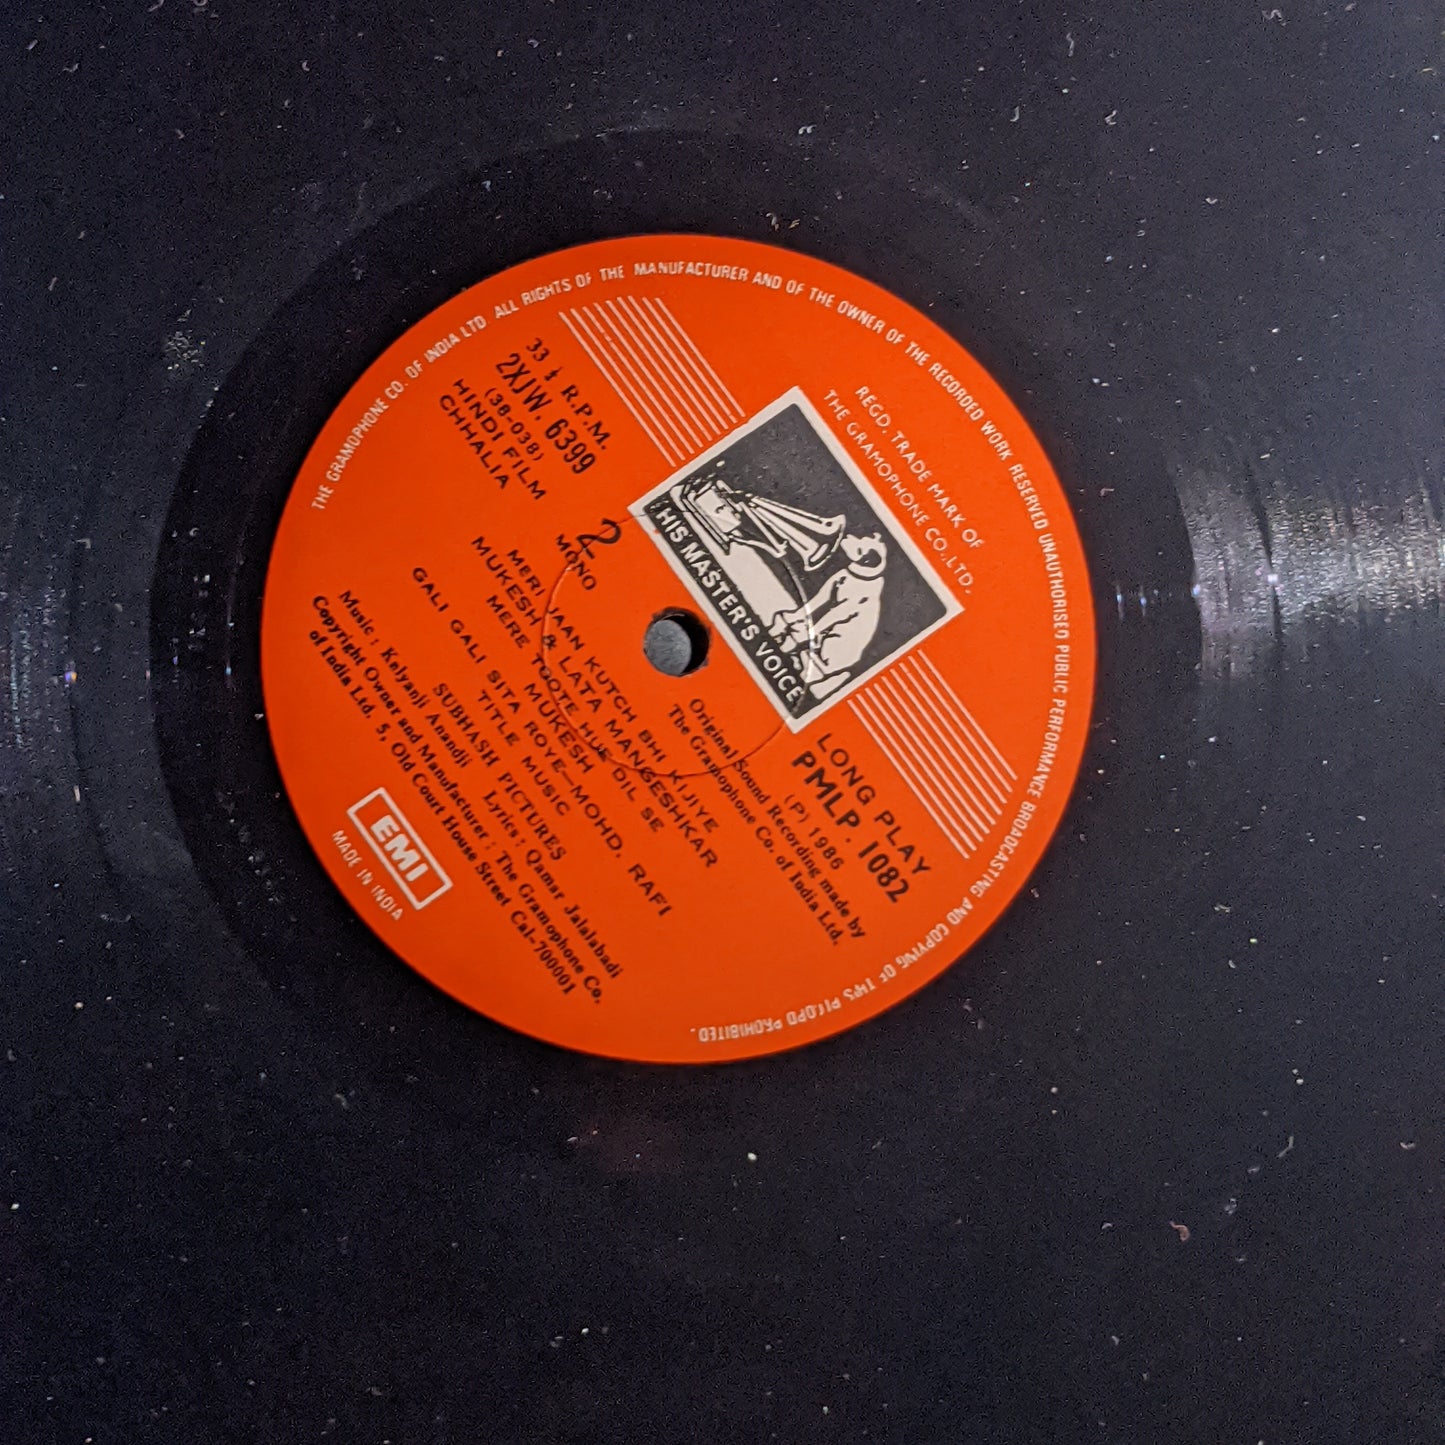 THE GRAMOPHONE CO. OF INDIA LTD. ALL RIGHTS OF THE MANUFACTURER AND OF THE OWNER OF THE RECORDED WORK RESERVED UNAUTHORISED PUBLIC PERFORMANCE BROADCASTING AND COPYING OF THIS RECORD PROHIBITED.
REGD. TRADE MARK OF
THE GRAMOPHONE CO., LTD.
HIS MASTER'S VOICE
33 ⅓ R.P.M.
2XJW. 6399
(38-038)
HINDI FILM
CHHALIA
LONG PLAY
PMLP. 1082
(P) 1986
Original Sound Recording made by
The Gramophone Co. of India Ltd.
2
MONO
MERI JAAN KUTCH BHI KIJIYE
MUKESH & LATA MANGESHKAR
MERE TOOTE HUE DIL SE
MUKESH
GALI GALI SITA ROYE—MOHD. RAFI
TITLE MUSIC
SUBHASH PICTURES
Music : Kalyanji Anandji Lyrics : Qamar Jalalabadi
Copyright Owner and Manufacturer : The Gramophone Co.
of India Ltd. 5, Old Court House Street Cal-700001
EMI
MADE IN INDIA